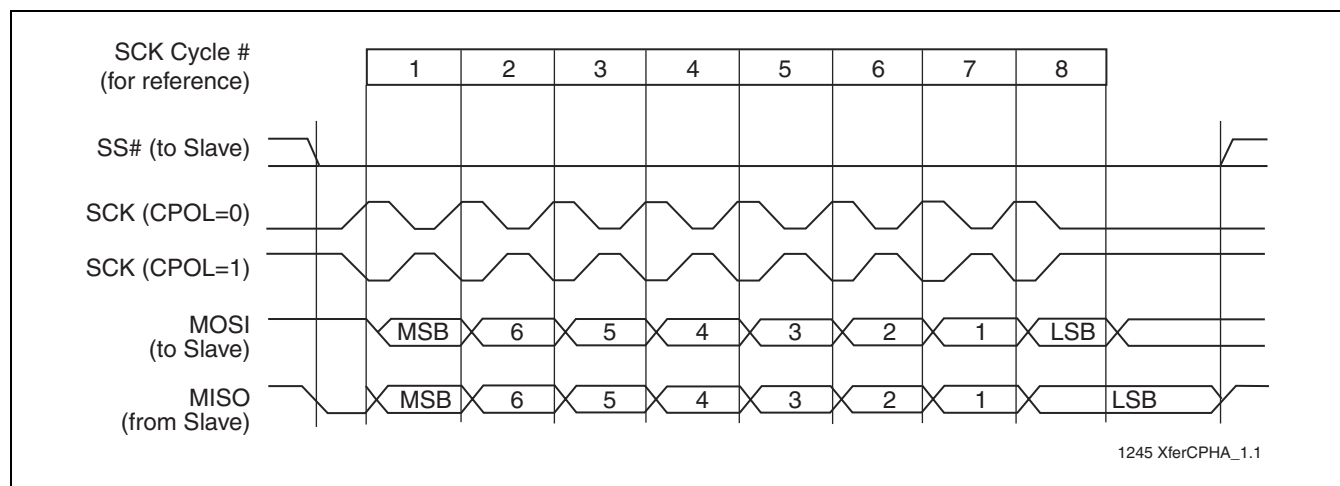 SCK Cycle #
(for reference)
1 2 3 4 5 6 7 8
SS# (to Slave)
SCK (CPOL=0)
SCK (CPOL=1)
MOSI
(to Slave)
MSB 6 5 4 3 2 1 LSB
MISO
(from Slave)
MSB 6 5 4 3 2 1 LSB
1245 XferCPHA_1.1